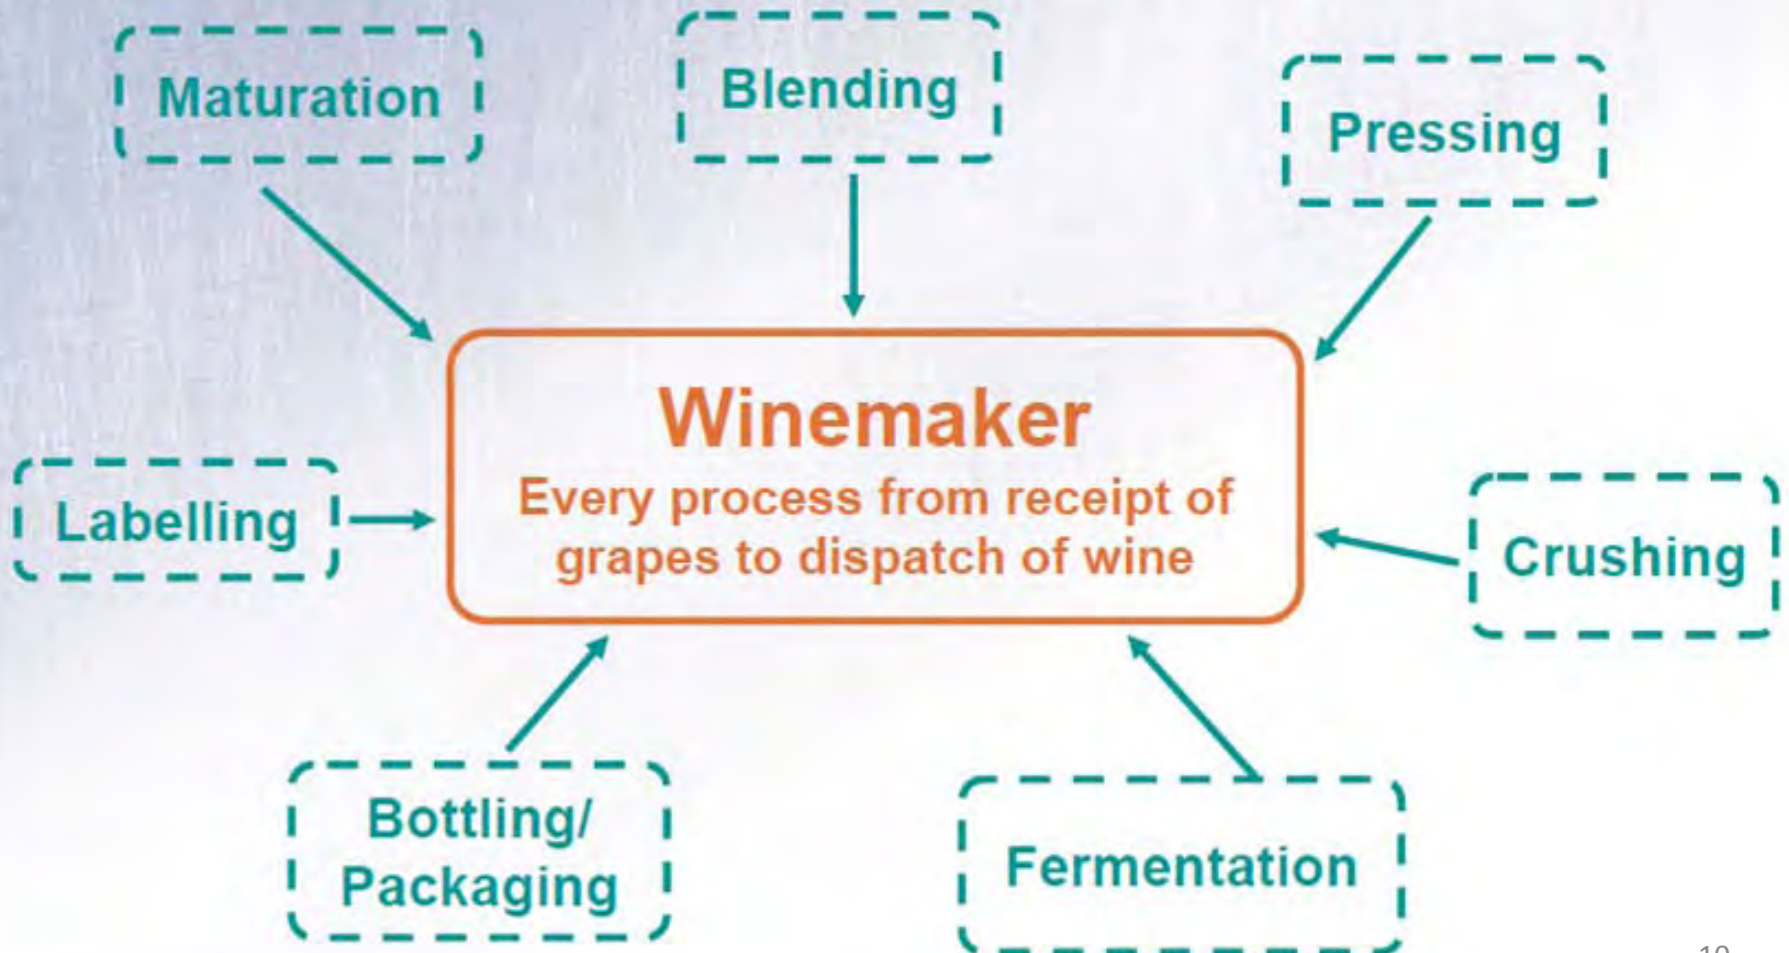 Maturation
Blending
Pressing
Winemaker
Every process from receipt of
grapes to dispatch of wine
Labelling
Crushing
Bottling/
Packaging
Fermentation